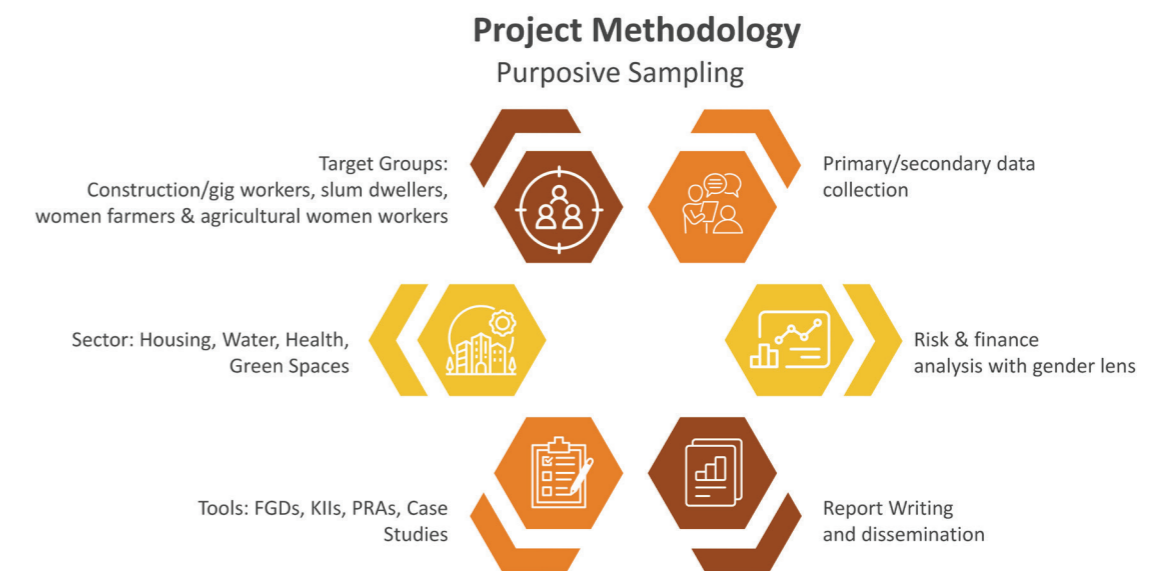 Project Methodology
Purposive Sampling
Target Groups:
Construction/gig workers, slum dwellers,
women farmers & agricultural women workers
Primary/secondary data
collection
Sector: Housing, Water, Health,
Green Spaces
Risk & finance
analysis with gender lens
Tools: FGDs, KIIs, PRAs, Case
Studies
Report Writing
and dissemination